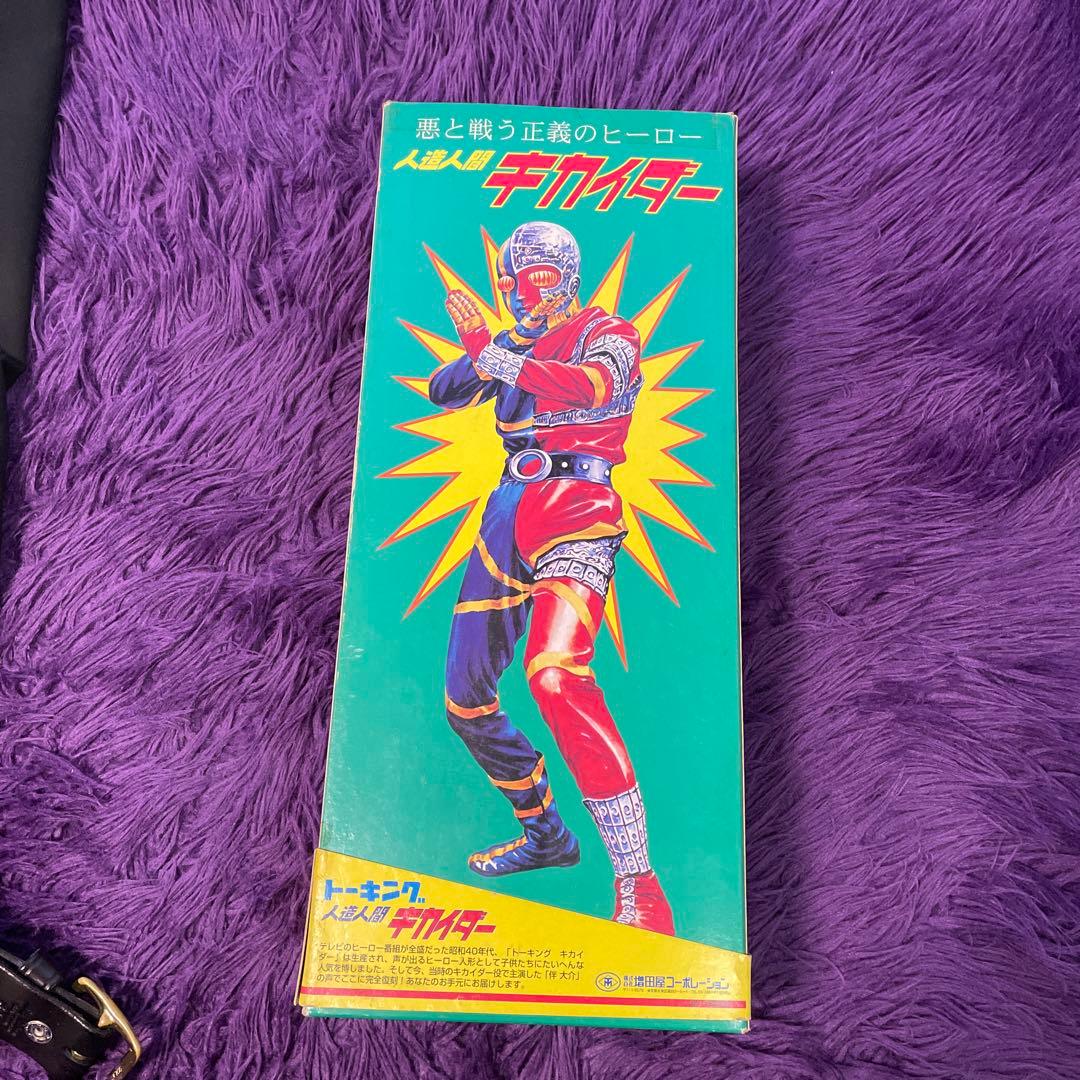 悪と戦う正義のヒーロー
人造人間 キカイダー
トーキング
人造人間 キカイダー
テレビのヒーロー番組が全盛だった昭和40年代、「トーキング キカイ
ダー」は生産され、声が出るヒーロー人形として子供たちにたいへんな
人気を博しました。そして今、当時のキカイダー役で主演した「伴 大介」
の声でここに完全復刻！あなたのお手元にお届けします。
株式会社 増田屋コーポレーション